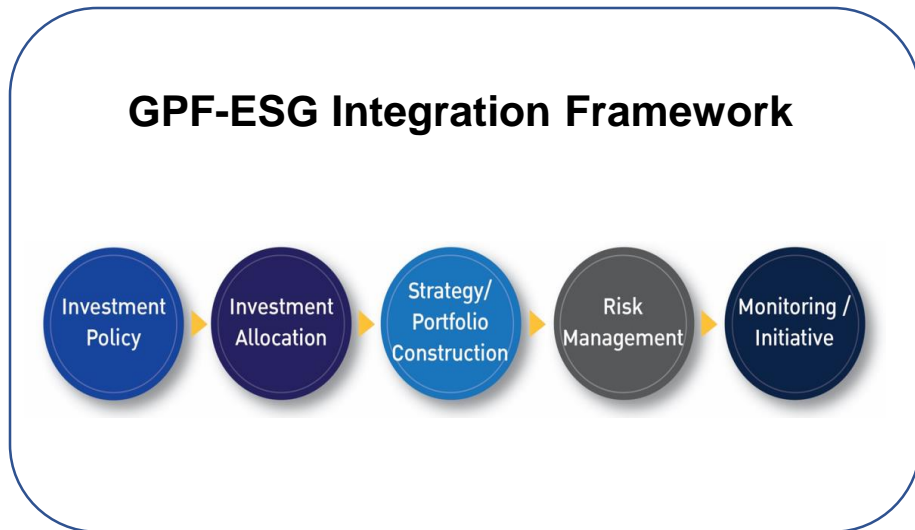 GPF-ESG Integration Framework
Investment
Policy
Investment
Allocation
Strategy/
Portfolio
Construction
Risk
Management
Monitoring /
Initiative